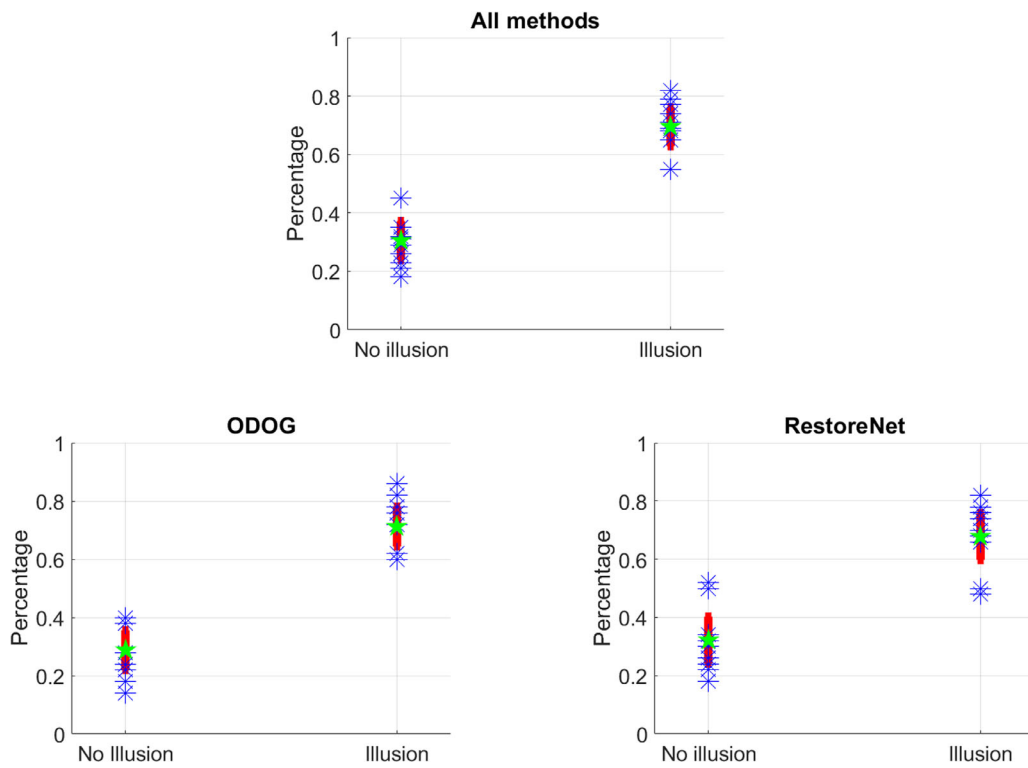 All methods
1
0.8
0.6
0.4
0.2
0
Percentage
No illusion Illusion
ODOG
1
0.8
0.6
0.4
0.2
0
Percentage
No Illusion Illusion
RestoreNet
1
0.8
0.6
0.4
0.2
0
Percentage
No illusion Illusion